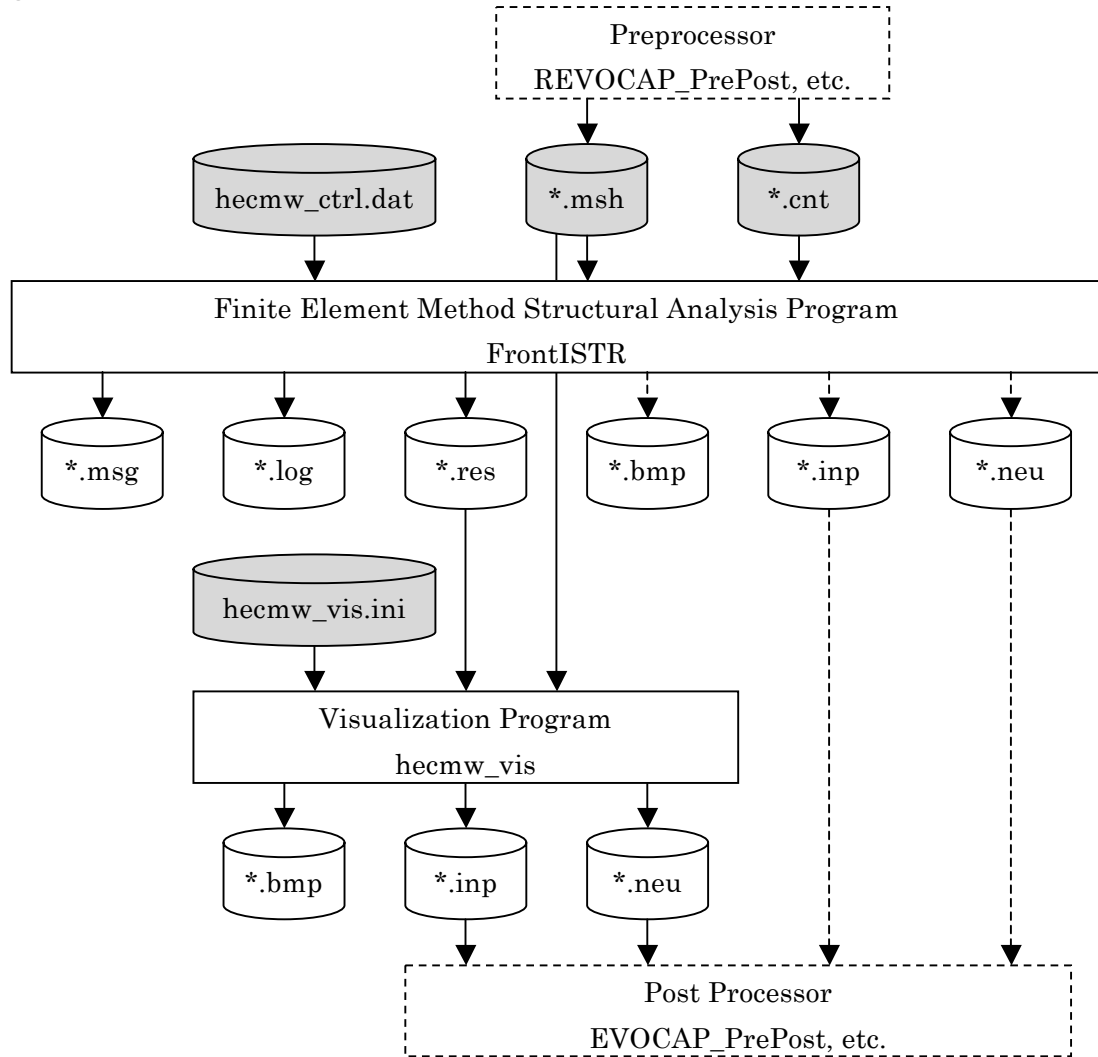 Preprocessor
REVOCAP_PrePost, etc.
hecmw_ctrl.dat
*.msh
*.cnt
Finite Element Method Structural Analysis Program
FrontISTR
*.msg
*.log
*.res
*.bmp
*.inp
*.neu
hecmw_vis.ini
Visualization Program
hecmw_vis
*.bmp
*.inp
*.neu
Post Processor
EVOCAP_PrePost, etc.